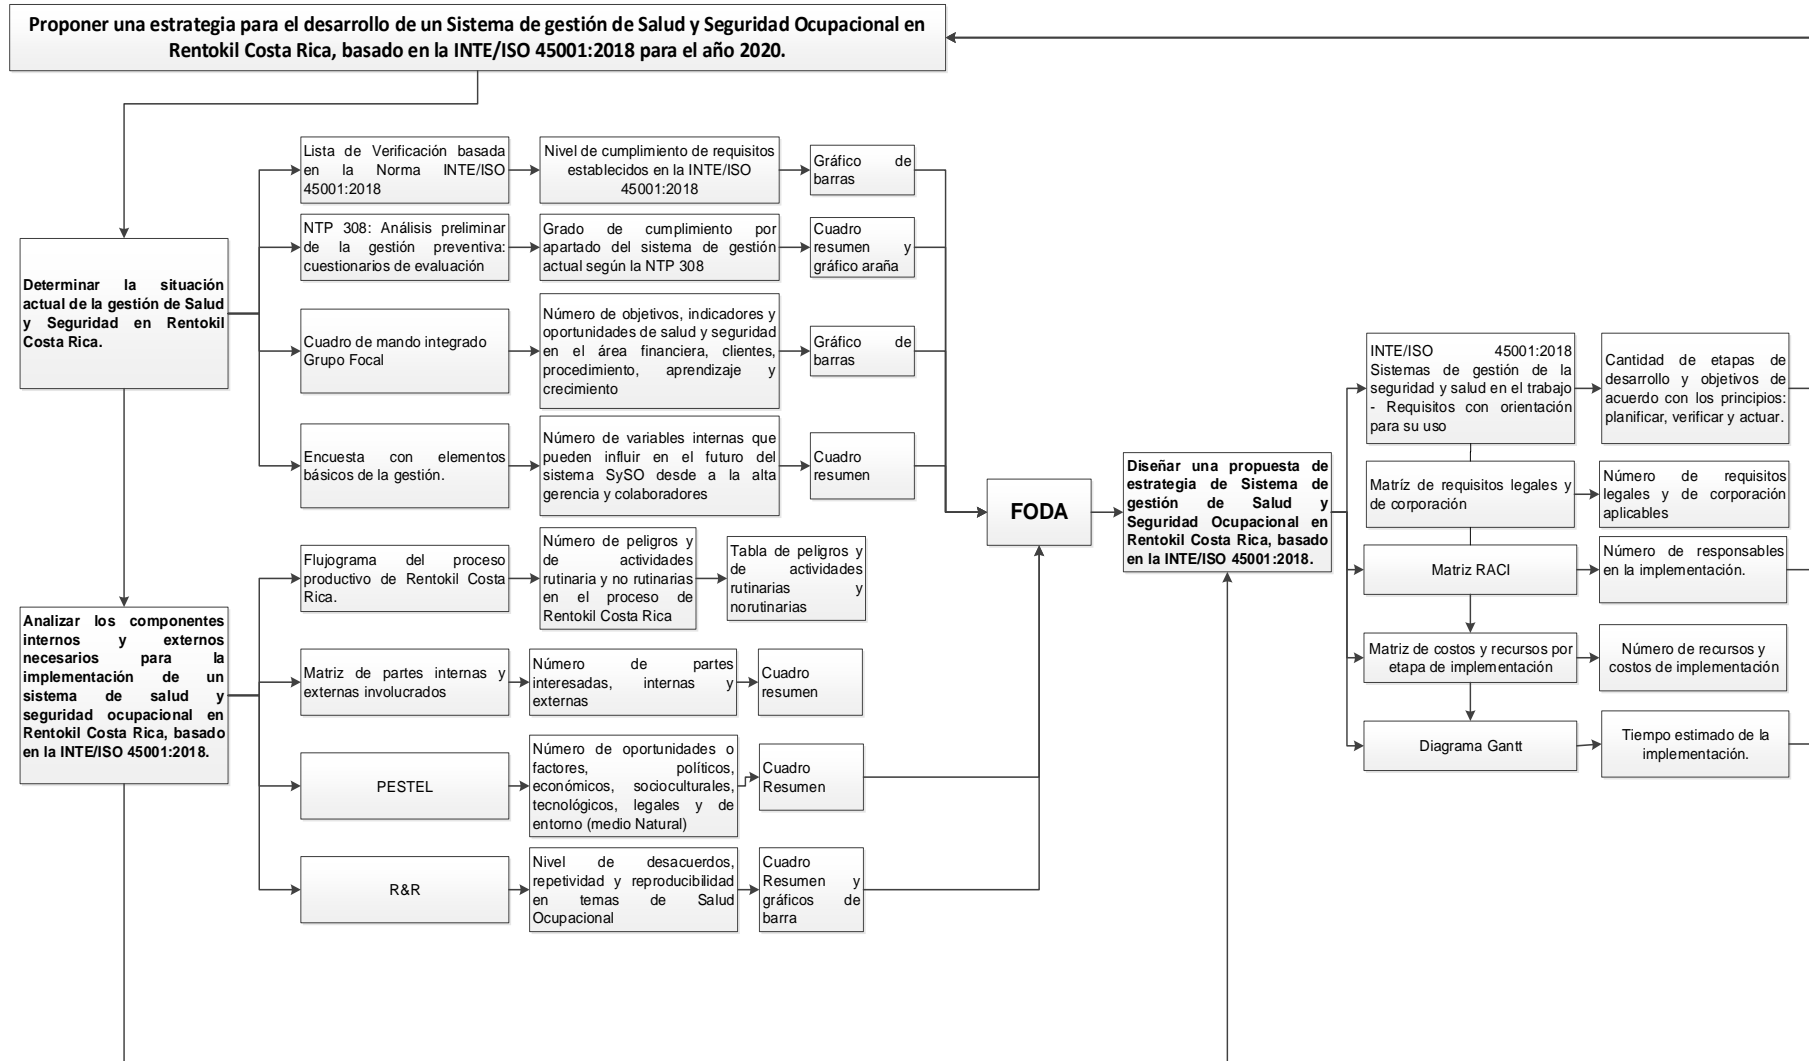 Proponer una estrategia para el desarrollo de un Sistema de gestión de Salud y Seguridad Ocupacional en
Rentokil Costa Rica, basado en la INTE/ISO 45001:2018 para el año 2020.
Determinar la situación
actual de la gestión de Salud
y Seguridad en Rentokil
Costa Rica.
Lista de Verificación basada
en la Norma INTE/ISO
45001:2018
Nivel de cumplimiento de requisitos
establecidos en la INTE/ISO
45001:2018
Gráfico de
barras
NTP 308: Análisis preliminar
de la gestión preventiva:
cuestionarios de evaluación
Grado de cumplimiento por
apartado del sistema de gestión
actual según la NTP 308
Cuadro
resumen y
gráfico araña
Cuadro de mando integrado
Grupo Focal
Número de objetivos, indicadores y
oportunidades de salud y seguridad
en el área financiera, clientes,
procedimiento, aprendizaje y
crecimiento
Gráfico de
barras
Encuesta con elementos
básicos de la gestión.
Número de variables internas que
pueden influir en el futuro del
sistema SySO desde a la alta
gerencia y colaboradores
Cuadro
resumen
Analizar los componentes
internos y externos
necesarios para la
implementación de un
sistema de salud y
seguridad ocupacional en
Rentokil Costa Rica, basado
en la INTE/ISO 45001:2018.
Flujograma del proceso
productivo de Rentokil Costa
Rica.
Número de peligros y
de actividades
rutinaria y no rutinarias
en el proceso de
Rentokil Costa Rica
Tabla de peligros y
de actividades
rutinarias y
norutinarias
Matriz de partes internas y
externas involucrados
Número de partes
interesadas, internas y
externas
Cuadro
resumen
PESTEL
Número de oportunidades o
factores, políticos,
económicos, socioculturales,
tecnológicos, legales y de
entorno (medio Natural)
Cuadro
Resumen
R&R
Nivel de desacuerdos,
repetividad y reproducibilidad
en temas de Salud
Ocupacional
Cuadro
Resumen y
gráficos de
barra
FODA
Diseñar una propuesta de
estrategia de Sistema de
gestión de Salud y
Seguridad Ocupacional en
Rentokil Costa Rica, basado
en la INTE/ISO 45001:2018.
INTE/ISO 45001:2018
Sistemas de gestión de la
seguridad y salud en el trabajo
- Requisitos con orientación
para su uso
Cantidad de etapas de
desarrollo y objetivos de
acuerdo con los principios:
planificar, verificar y actuar.
Matríz de requisitos legales y
de corporación
Número de requisitos
legales y de corporación
aplicables
Matriz RACI
Número de responsables
en la implementación.
Matriz de costos y recursos por
etapa de implementación
Número de recursos y
costos de implementación
Diagrama Gantt
Tiempo estimado de la
implementación.